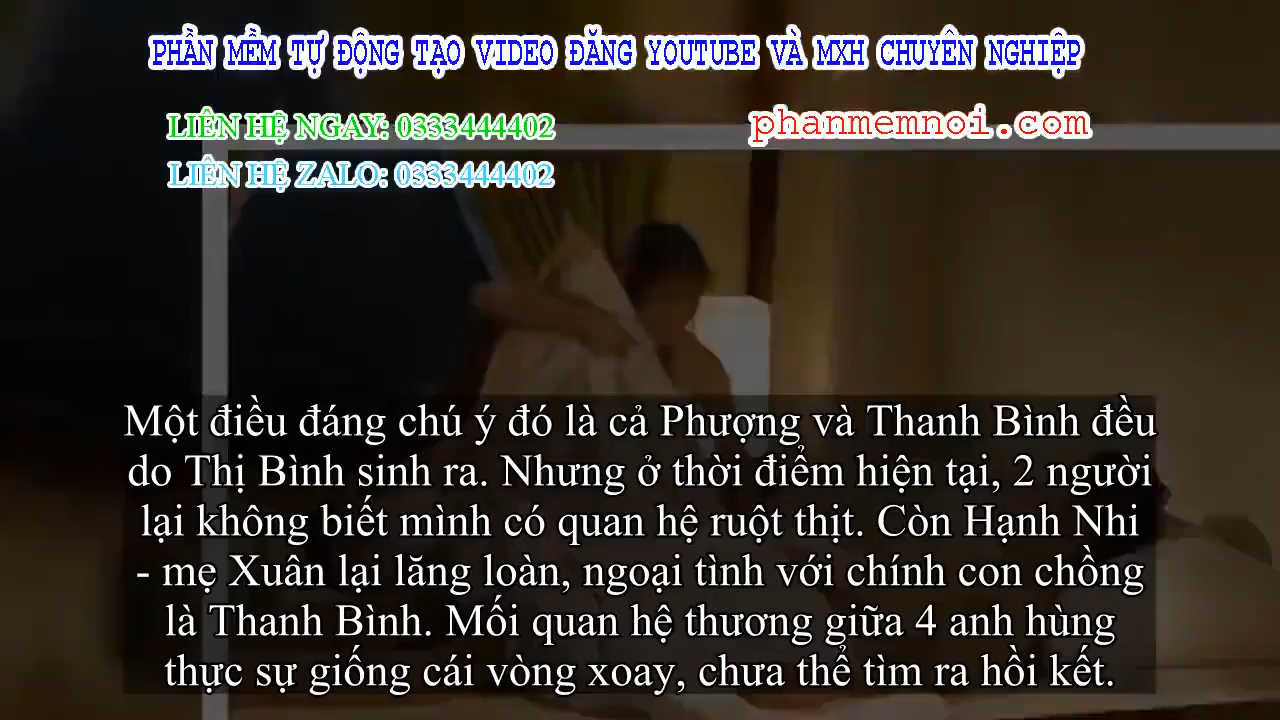 PHẦN MỀM TỰ ĐỘNG TẠO VIDEO ĐĂNG YOUTUBE VÀ MXH CHUYÊN NGHIỆP
LIÊN HỆ NGAY: 0333444402
phanmemnoi.com
LIÊN HỆ ZALO: 0333444402
Một điều đáng chú ý đó là cả Phượng và Thanh Bình đều
do Thị Bình sinh ra. Nhưng ở thời điểm hiện tại, 2 người
lại không biết mình có quan hệ ruột thịt. Còn Hạnh Nhi
- mẹ Xuân lại lăng loàn, ngoại tình với chính con chồng
là Thanh Bình. Mối quan hệ thương giữa 4 anh hùng
thực sự giống cái vòng xoay, chưa thể tìm ra hồi kết.